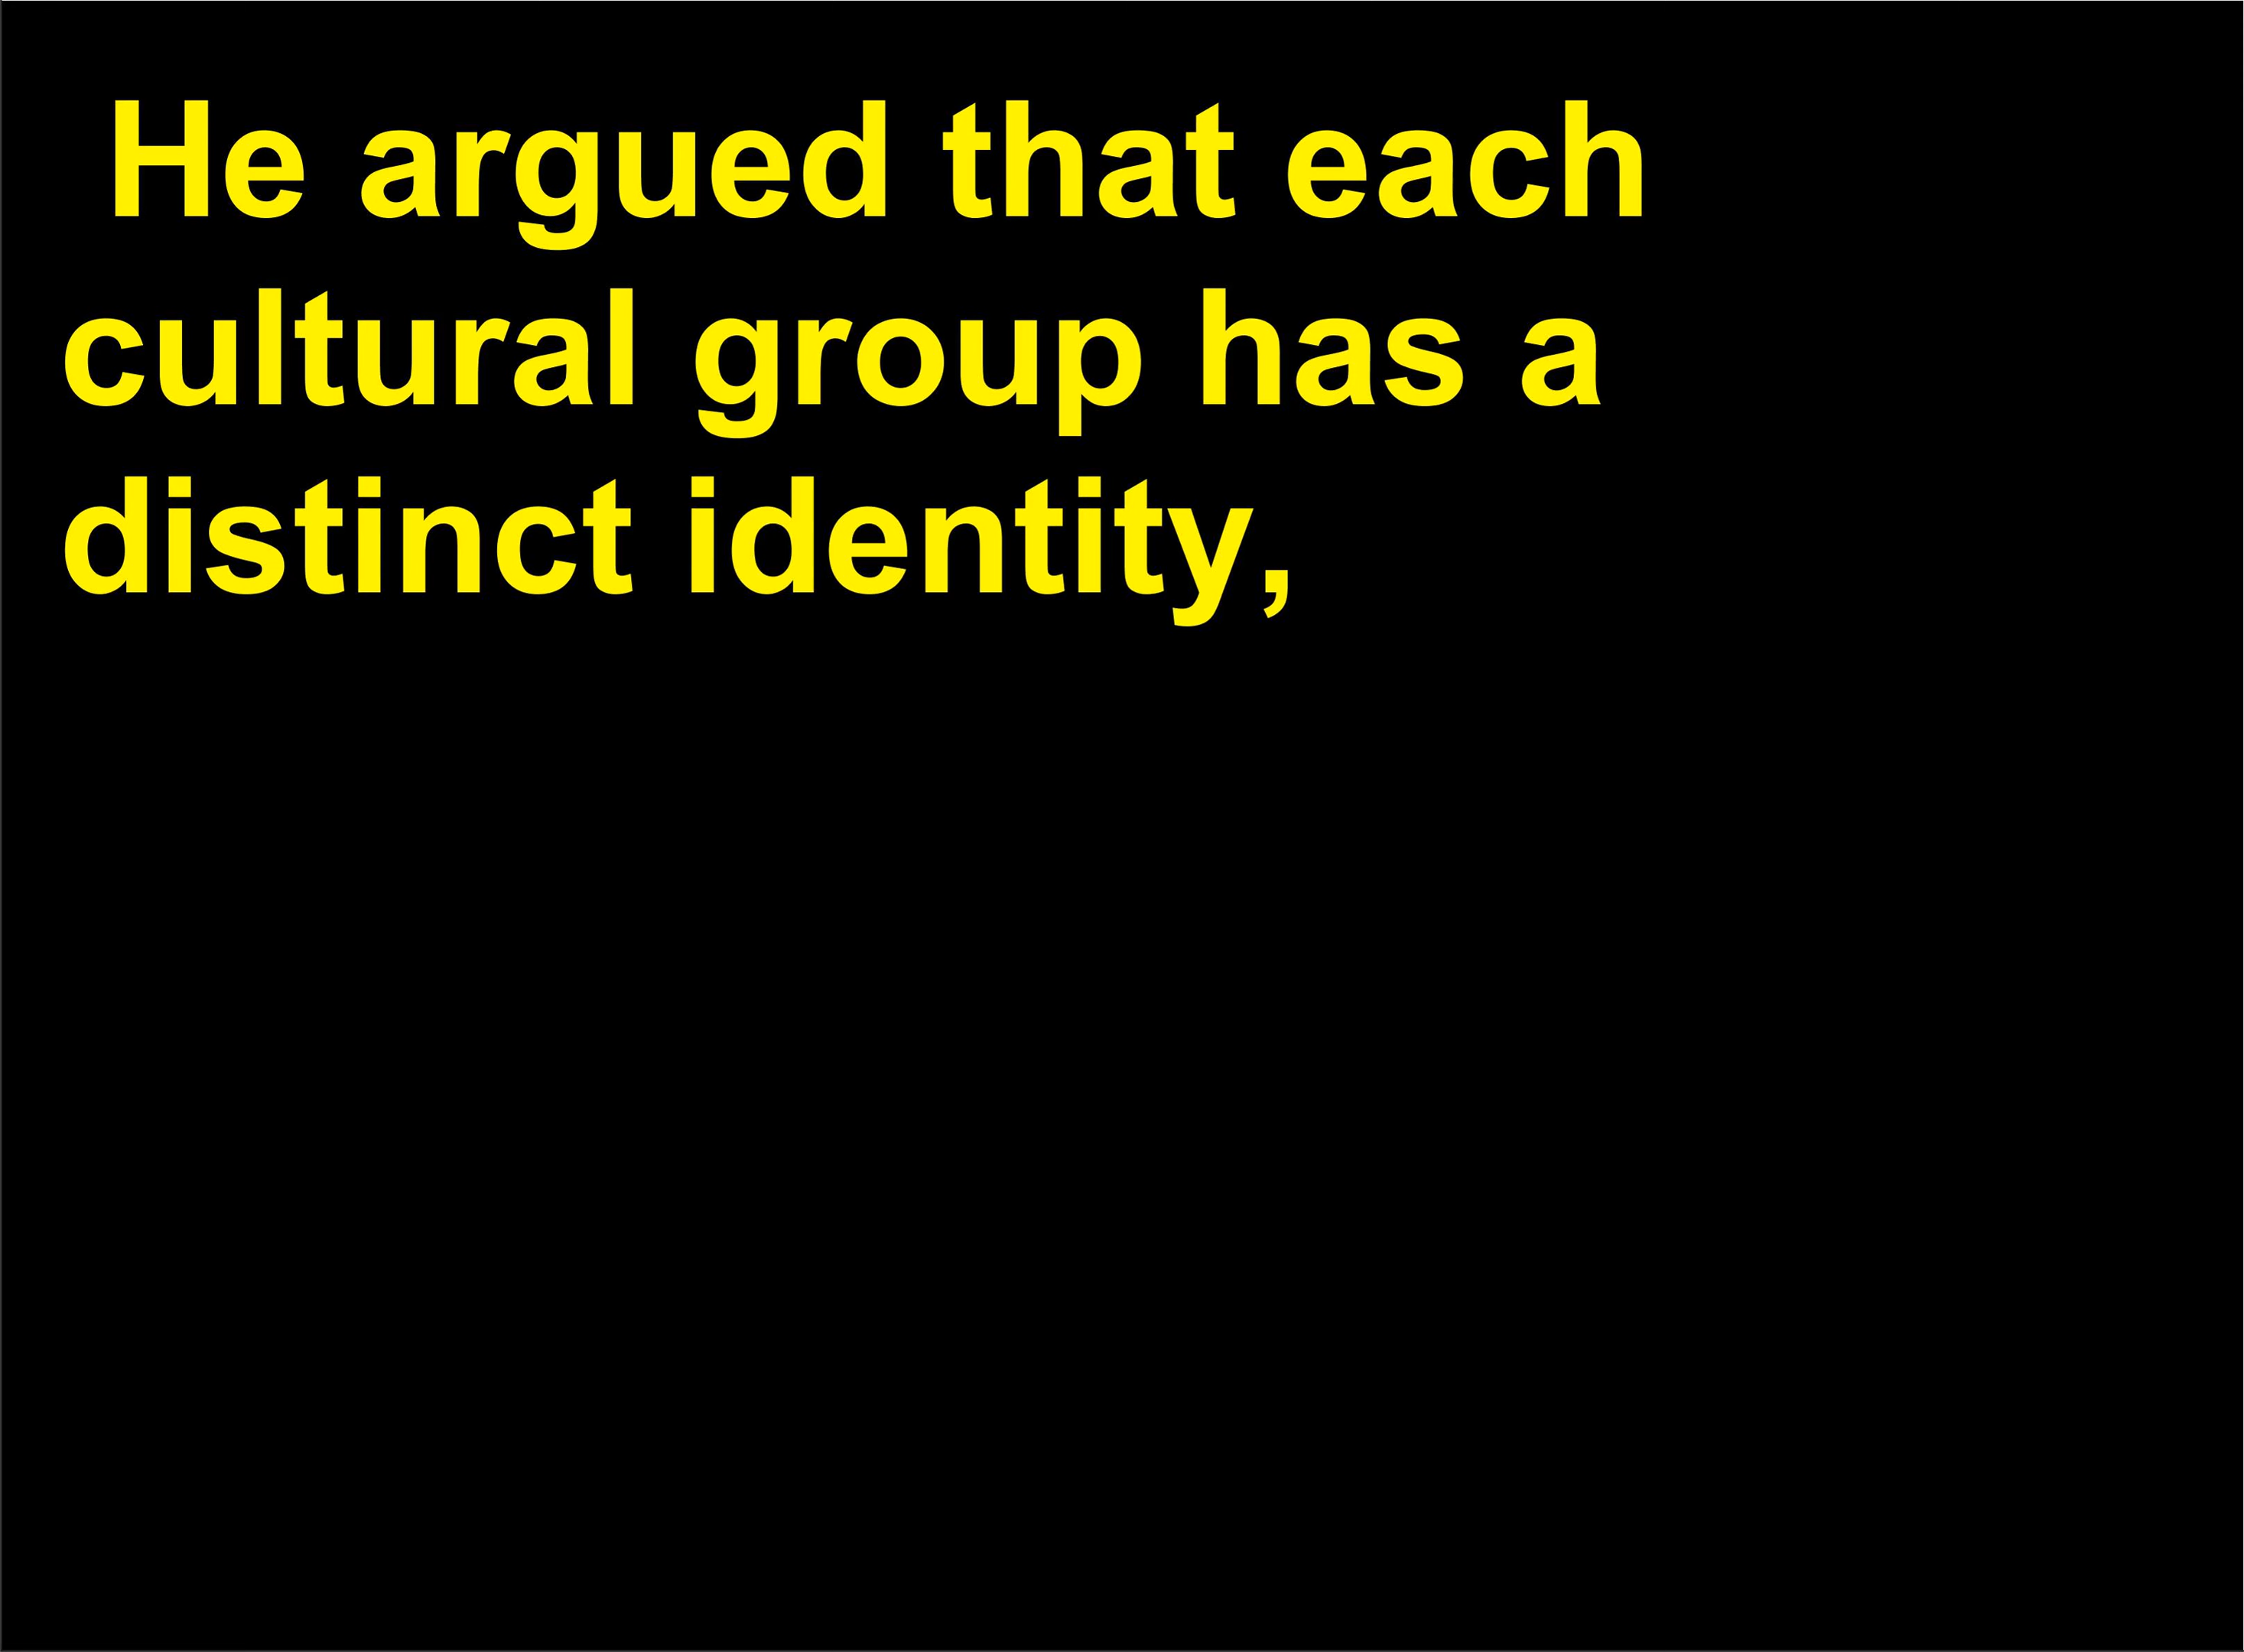 He argued that each
cultural group has a
distinct identity,